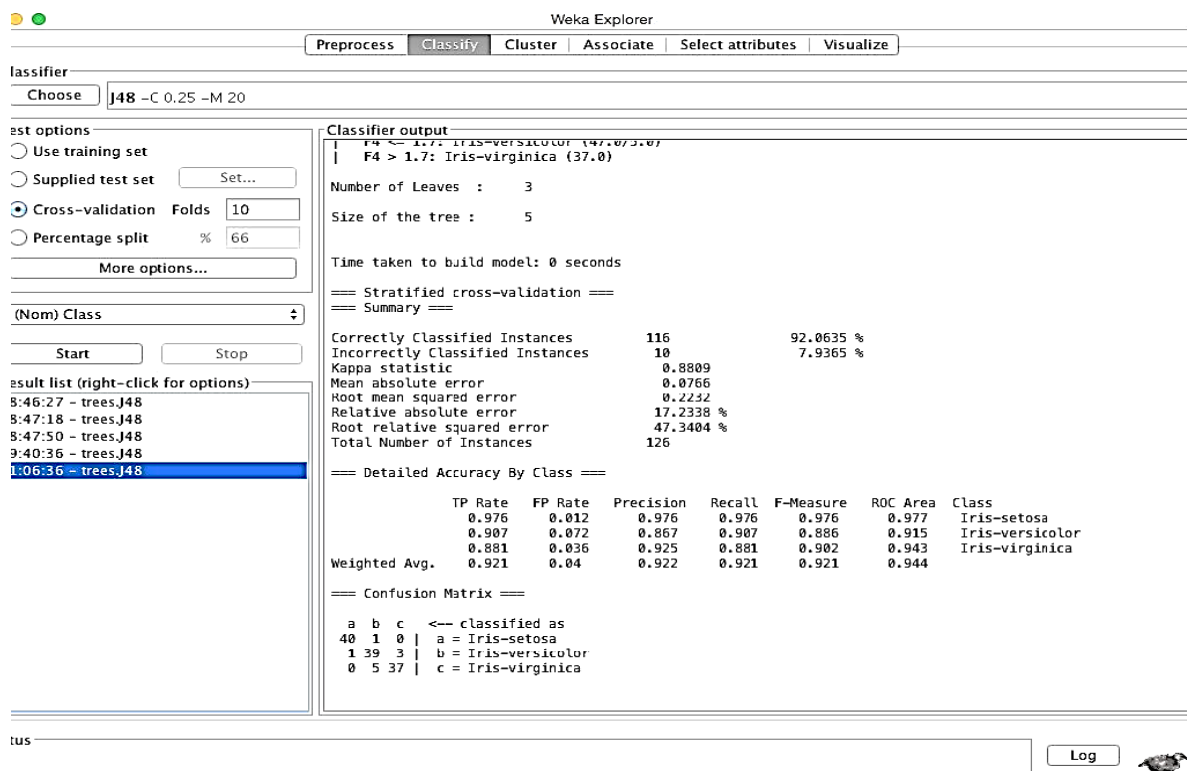 Weka Explorer
Preprocess Classify Cluster Associate Select attributes Visualize
lassifier
Choose J48 -C 0.25 -M 20
est options
Use training set
Supplied test set Set...
Cross-validation Folds 10
Percentage split % 66
More options...
(Nom) Class
Start Stop
esult list (right-click for options)
8:46:27 - trees.J48
8:47:18 - trees.J48
8:47:50 - trees.J48
9:40:36 - trees.J48
1:06:36 - trees.J48
Classifier output
| F4 <= 1.7: Iris-versicolor (47.0/5.0)
| F4 > 1.7: Iris-virginica (37.0)
Number of Leaves : 3
Size of the tree : 5
Time taken to build model: 0 seconds
=== Stratified cross-validation ===
=== Summary ===
Correctly Classified Instances 116 92.0635 %
Incorrectly Classified Instances 10 7.9365 %
Kappa statistic 0.8809
Mean absolute error 0.0766
Root mean squared error 0.2232
Relative absolute error 17.2338 %
Root relative squared error 47.3404 %
Total Number of Instances 126
=== Detailed Accuracy By Class ===
TP Rate FP Rate Precision Recall F-Measure ROC Area Class
0.976 0.012 0.976 0.976 0.976 0.977 Iris-setosa
0.907 0.072 0.867 0.907 0.886 0.915 Iris-versicolor
0.881 0.036 0.925 0.881 0.902 0.943 Iris-virginica
Weighted Avg. 0.921 0.04 0.922 0.921 0.921 0.944
=== Confusion Matrix ===
a b c <-- classified as
40 1 0 | a = Iris-setosa
1 39 3 | b = Iris-versicolor
0 5 37 | c = Iris-virginica
tus
Log